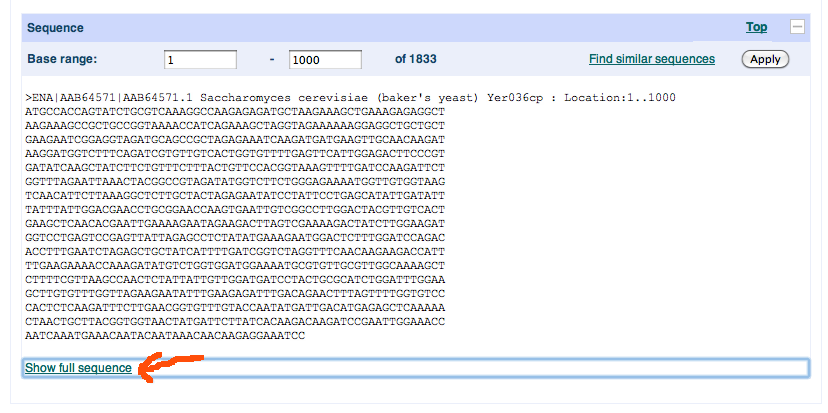 Sequence Top
Base range: 1 - 1000 of 1833 Find similar sequences Apply
>ENA|AAB64571|AAB64571.1 Saccharomyces cerevisiae (baker's yeast) Yer036cp : Location:1..1000
ATGCCACCAGTATCTGCGTCAAAGGCCAAGAGAGATGCTAAGAAAGCTGAAAGAGAGGCT
AAGAAAGCCGCTGCCGGTAAAACCATCAGAAAGCTAGGTAGAAAAAAGGAGGCTGCTGCT
GAAGAATCGGAGGTAGATGCAGCCGCTAGAGAAATCAAGATGATGAAGTTGCAACAAGAT
AAGGATGGTCTTTCAGATCGTGTTGTCACTGGTGTTTTGAGTTCATTGGAGACTTCCCGT
GATATCAAGCTATCTTCTGTTTCTTTACTGTTCCACGGTAAAGTTTTGATCCAAGATTCT
GGTTTAGAATTAAACTACGGCCGTAGATATGGTCTTCTGGGAGAAAATGGTTGTGGTAAG
TCAACATTCTTAAAGGCTCTTGCTACTAGAGAATATCCTATTCCTGAGCATATTGATATT
TATTTATTGGACGAACCTGCGGAACCAAGTGAATTGTCGGCCTTGGACTACGTTGTCACT
GAAGCTCAACACGAATTGAAAAGAATAGAAGACTTAGTCGAAAAGACTATCTTGGAAGAT
GGTCCTGAGTCCGAGTTATTAGAGCCTCTATATGAAAGAATGGACTCTTTGGATCCAGAC
ACCTTTGAATCTAGAGCTGCTATCATTTTGATCGGTCTAGGTTTCAACAAGAAGACCATT
TTGAAGAAAACCAAAGATATGTCTGGTGGATGGAAAATGCGTGTTGCGTTGGCAAAAGCT
CTTTTCGTTAAGCCAACTCTATTATTGTTGGATGATCCTACTGCGCATCTGGATTTGGAA
GCTTGTGTTTGGTTAGAAGAATATTTGAAGAGATTTGACAGAACTTTAGTTTTGGTGTCC
CACTCTCAAGATTTCTTGAACGGTGTTTGTACCAATATGATTGACATGAGAGCTCAAAAA
CTAACTGCTTACGGTGGTAACTATGATTCTTATCACAAGACAAGATCCGAATTGGAAACC
AATCAAATGAAACAATACAATAAACAACAAGAGGAAATCC
Show full sequence